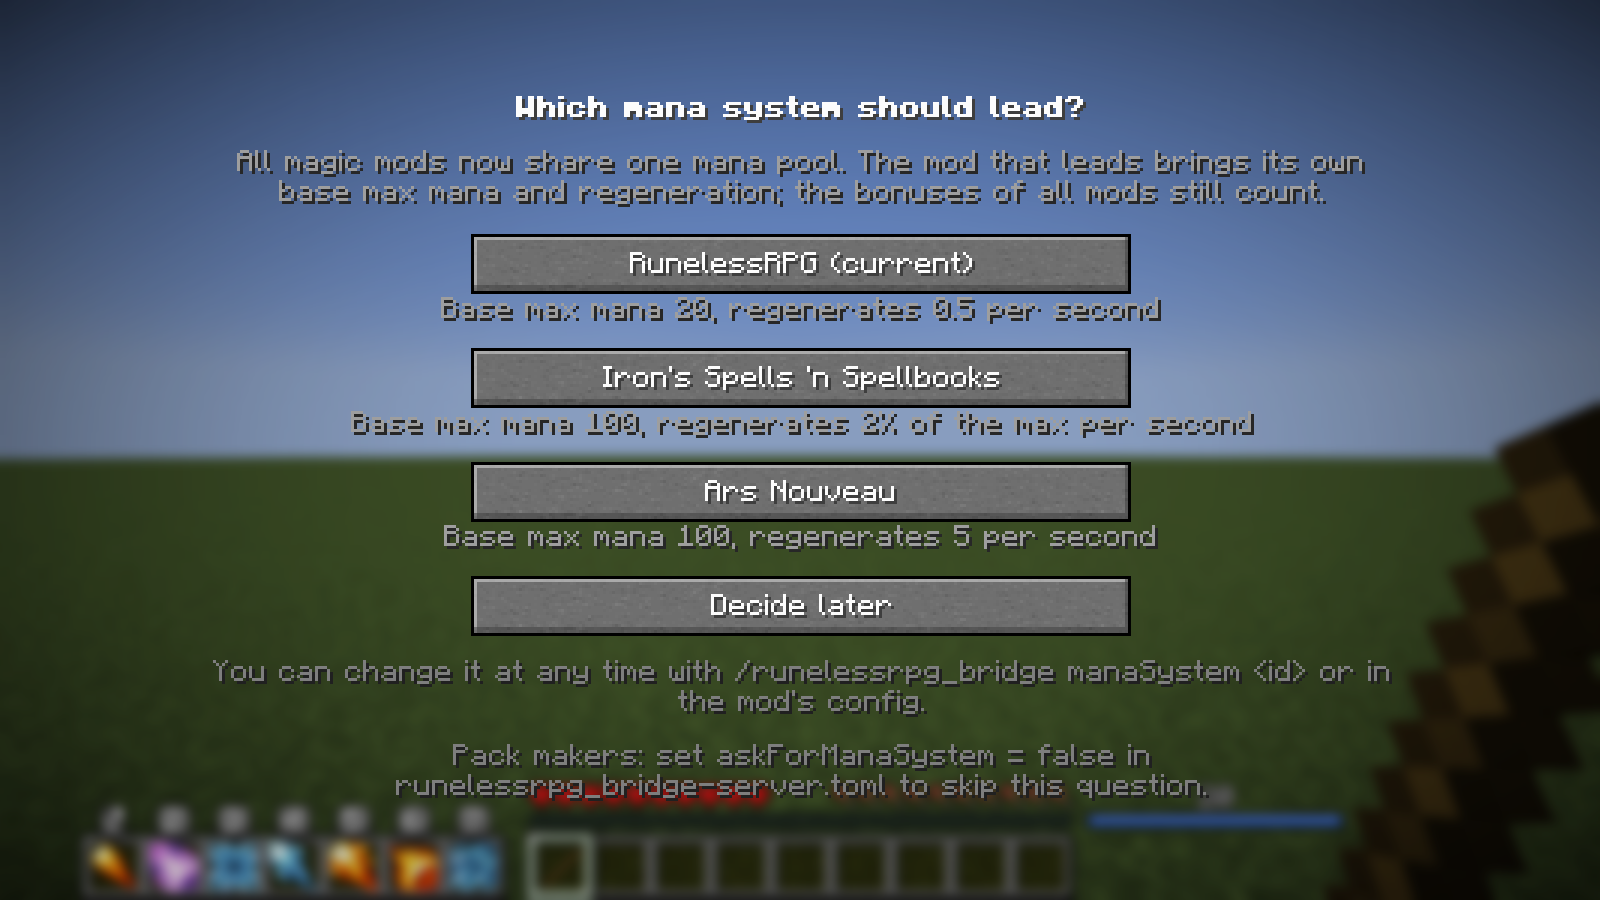 Which mana system should lead?
All magic mods now share one mana pool. The mod that leads brings its own
base max mana and regeneration; the bonuses of all mods still count.
RunelessRPG (current)
Base max mana 20, regenerates 0.5 per second
Iron's Spells 'n Spellbooks
Base max mana 100, regenerates 2% of the max per second
Ars Nouveau
Base max mana 100, regenerates 5 per second
Decide later
You can change it at any time with /runelessrpg_bridge manaSystem <id> or in
the mod's config.
Pack makers: set askForManaSystem = false in
runelessrpg_bridge-server.toml to skip this question.